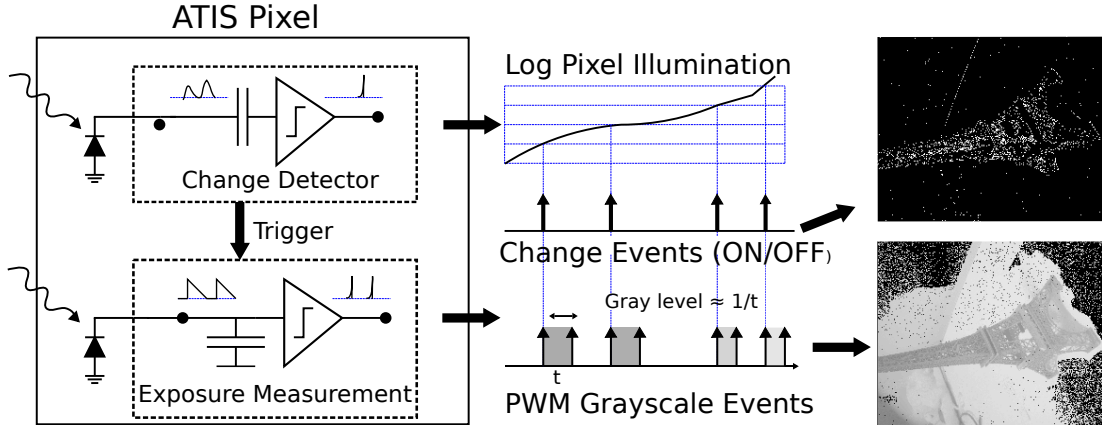 ATIS Pixel
Change Detector
Trigger
Exposure Measurement
Log Pixel Illumination
Change Events (ON/OFF)
Gray level ≈ 1/t
t
PWM Grayscale Events